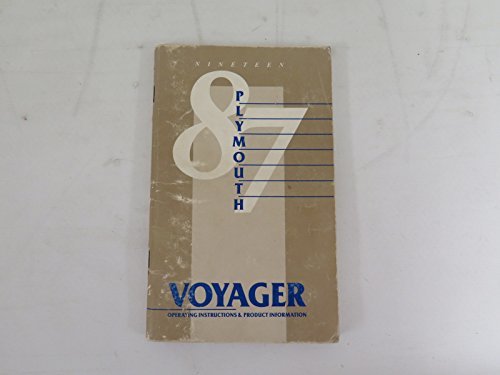 NINETEEN
87
PLYMOUTH
VOYAGER
OPERATING INSTRUCTIONS & PRODUCT INFORMATION